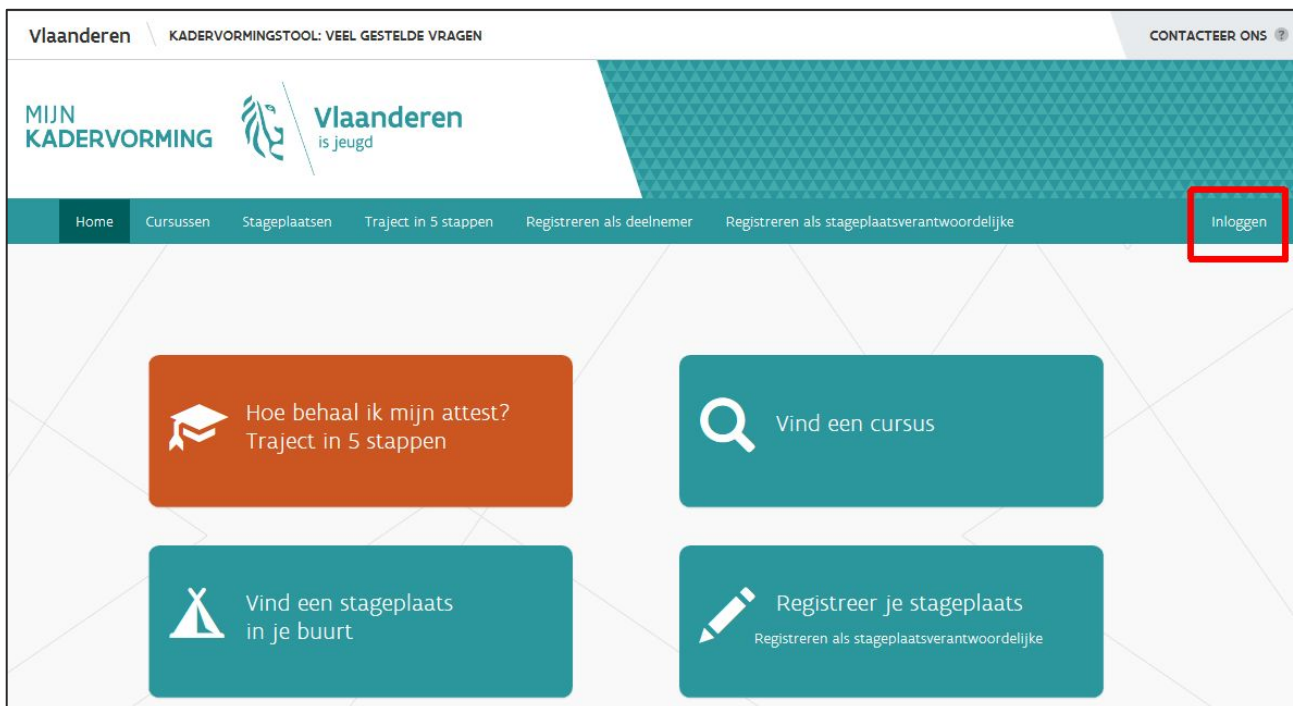 Vlaanderen KADERVORMINGSTOOL: VEEL GESTELDE VRAGEN CONTACTEER ONS ?
MIJN
KADERVORMING
Vlaanderen
is jeugd
Home Cursussen Stageplaatsen Traject in 5 stappen Registreren als deelnemer Registreren als stageplaatsverantwoordelijke Inloggen
Hoe behaal ik mijn attest?
Traject in 5 stappen
Vind een cursus
Vind een stageplaats
in je buurt
Registreer je stageplaats
Registreren als stageplaatsverantwoordelijke